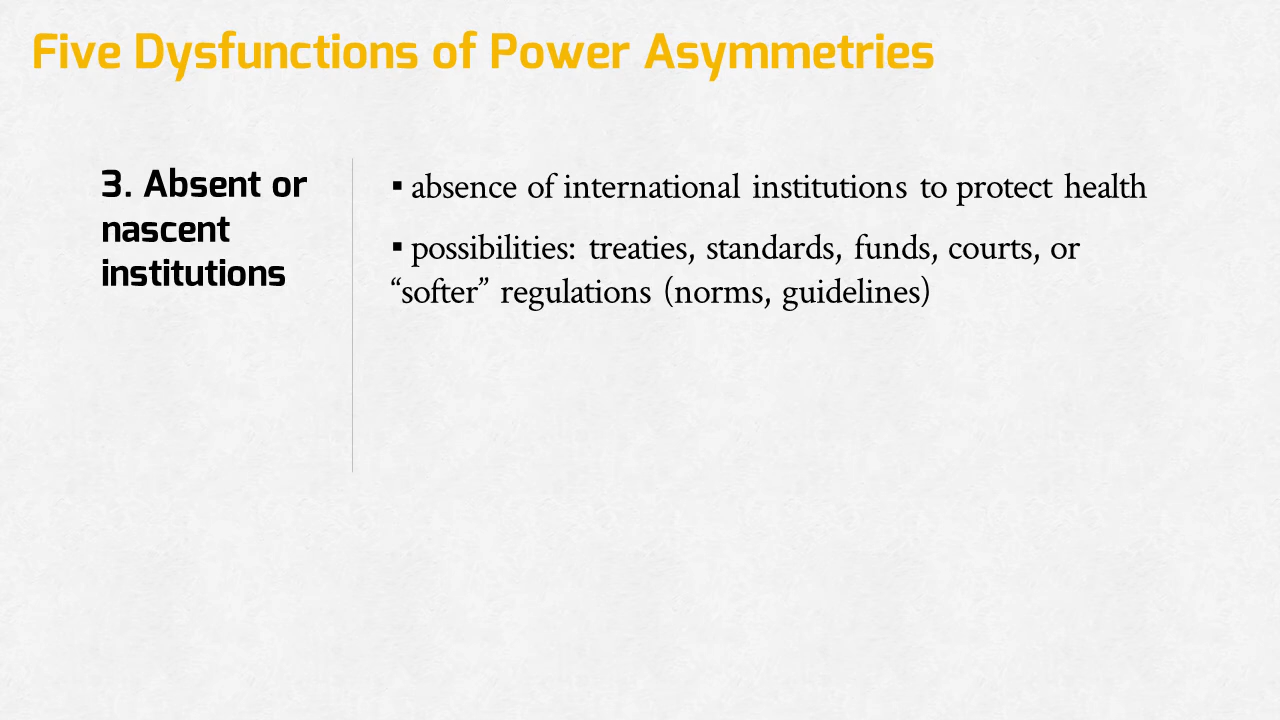 Five Dysfunctions of Power Asymmetries
3. Absent or
nascent
institutions
▪ absence of international institutions to protect health
▪ possibilities: treaties, standards, funds, courts, or
“softer” regulations (norms, guidelines)